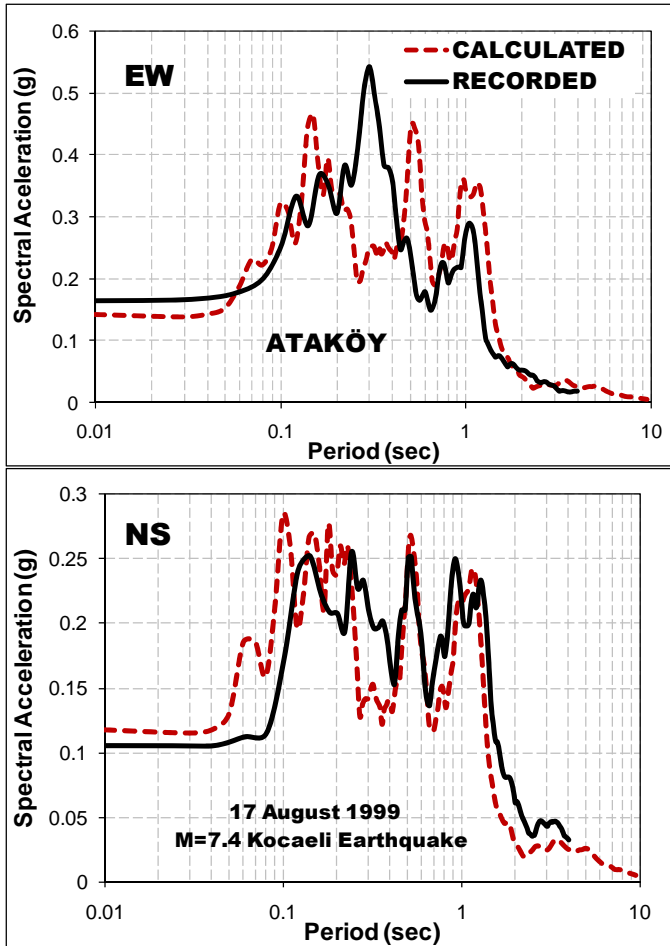 EW
CALCULATED
RECORDED
Spectral Aceleration (g)
0.6
0.5
0.4
0.3
0.2
0.1
0
ATAKÖY
0.01 0.1 1 10
Period (sec)
NS
Spectral Acceleration (g)
0.3
0.25
0.2
0.15
0.1
0.05
0
17 August 1999
M=7.4 Kocaeli Earthquake
0.01 0.1 1 10
Period (sec)